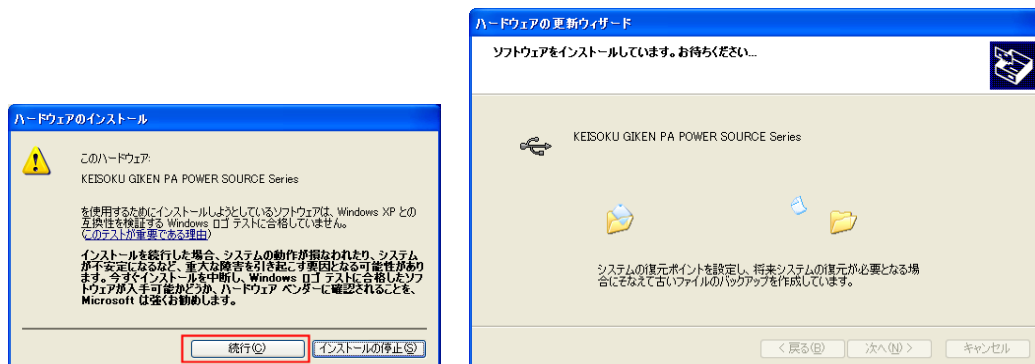 ハードウェアのインストール
このハードウェア:
KEISOKU GIKEN PA POWER SOURCE Series
を使用するためにインストールしようとしているソフトウェアは、Windows XP との
互換性を検証する Windows ロゴ テストに合格していません。
(このテストが重要である理由)
インストールを続行した場合、システムの動作が損なわれたり、システム
が不安定になるなど、重大な障害を引き起こす要因となる可能性があり
ます。今すぐインストールを中断し、Windows ロゴ テストに合格したソフ
トウェアが入手可能かどうか、ハードウェア ベンダーに確認されることを、
Microsoft は強くお勧めします。
続行(C)
インストールの停止(S)
ハードウェアの更新ウィザード
ソフトウェアをインストールしています。お待ちください...
KEISOKU GIKEN PA POWER SOURCE Series
システムの復元ポイントを設定し、将来システムの復元が必要となる場
合にそなえて古いファイルのバックアップを作成しています。
< 戻る(B)
次へ(N) >
キャンセル